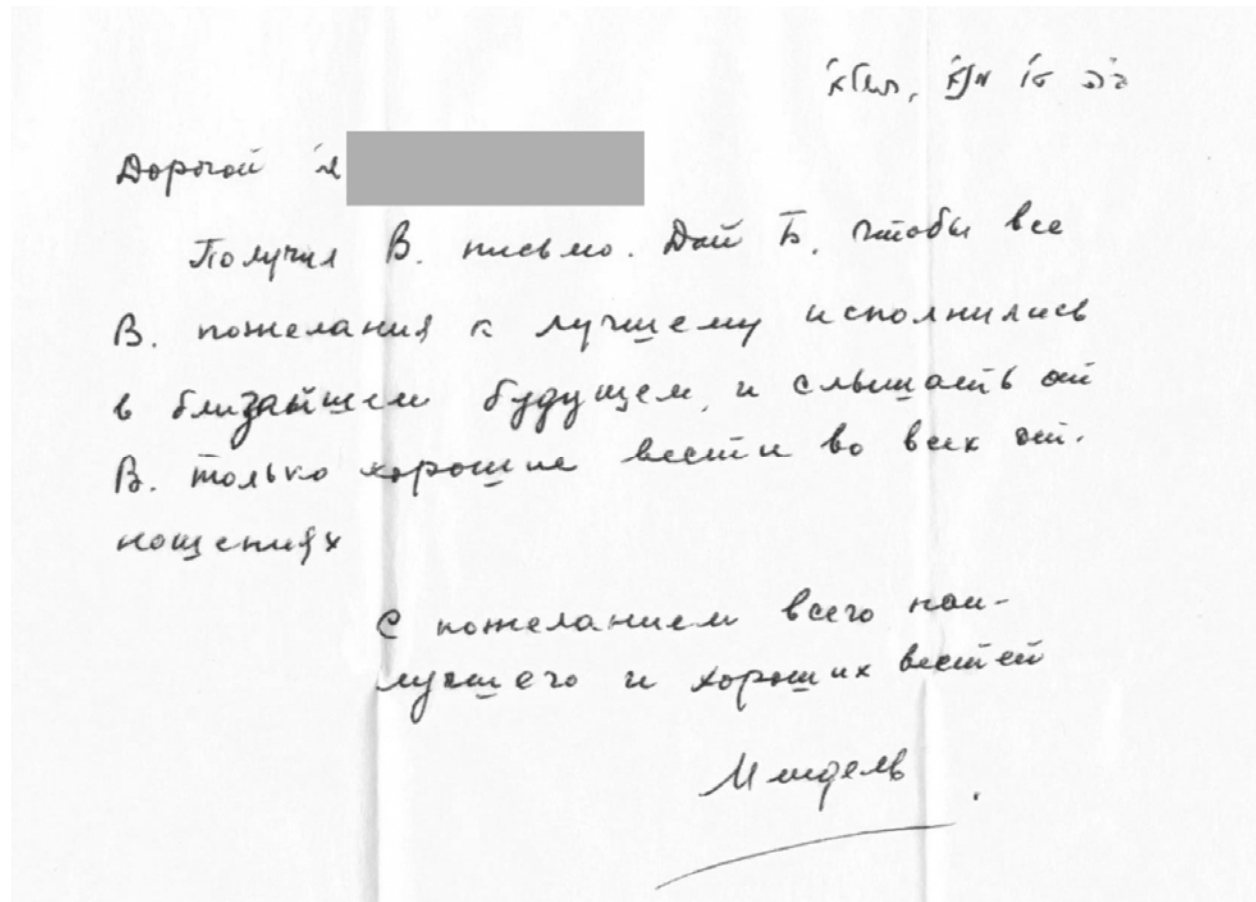 Дорогой
Получил В. письмо. Дай Б. чтобы все
В. пожелания к лучшему исполнились
в ближайшем будущем, и слышать от
В. только хорошие вести во всех от-
ношениях
С пожеланием всего наи-
лучшего и хороших вестей